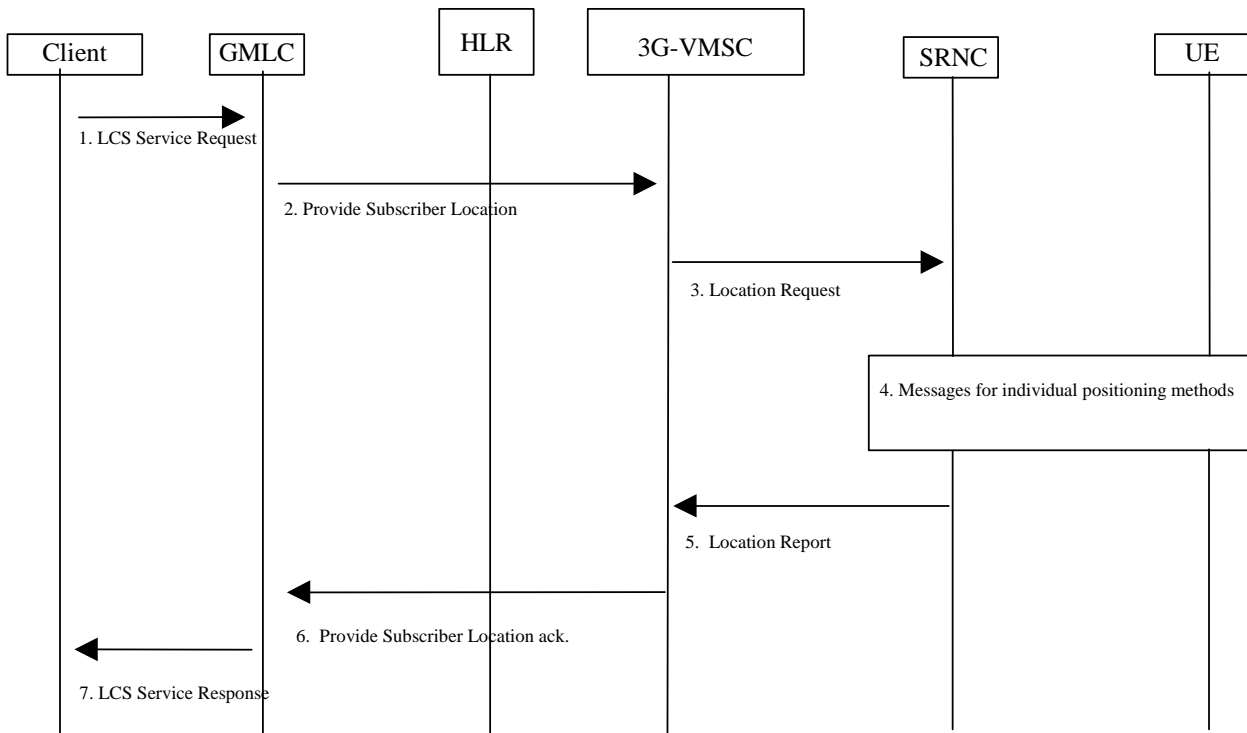 Client
GMLC
HLR
3G-VMSC
SRNC
UE
1. LCS Service Request
2. Provide Subscriber Location
3. Location Request
4. Messages for individual positioning methods
5. Location Report
6. Provide Subscriber Location ack.
7. LCS Service Response